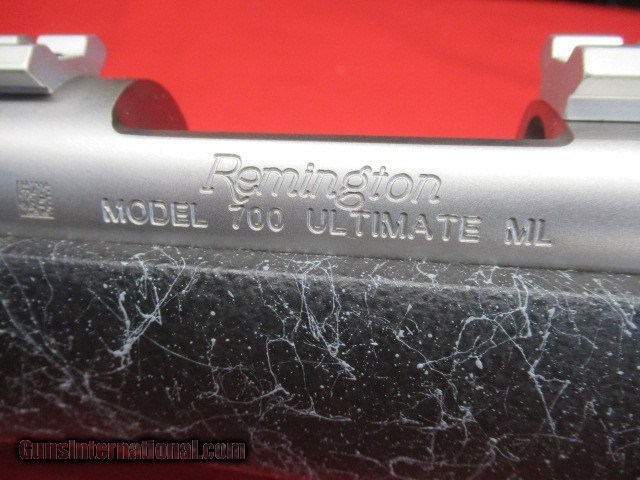 Remington
MODEL 700 ULTIMATE ML
GunsInternational.com